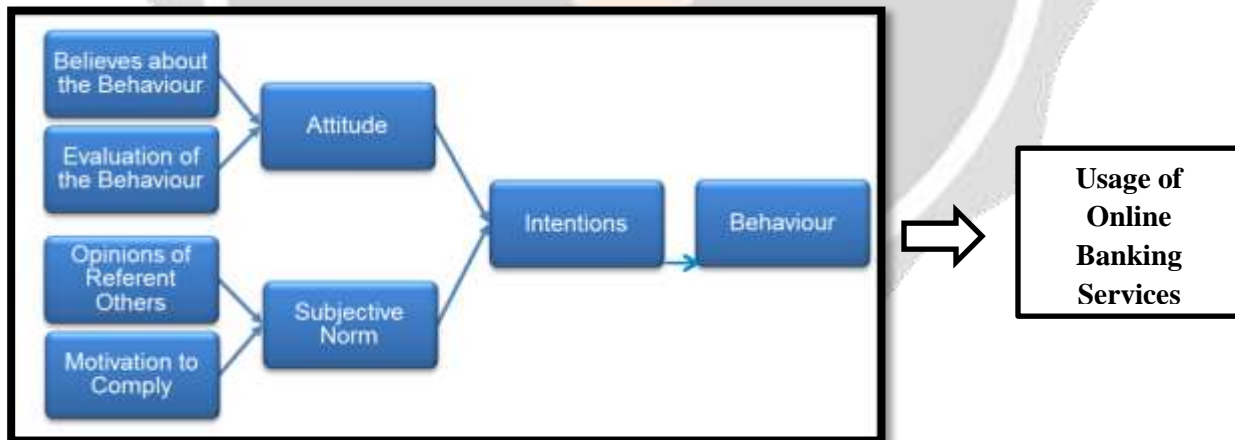 Believes about
the Behaviour
Evaluation of
the Behaviour
Attitude
Opinions of
Referent
Others
Motivation to
Comply
Subjective
Norm
Intentions
Behaviour
Usage of
Online
Banking
Services